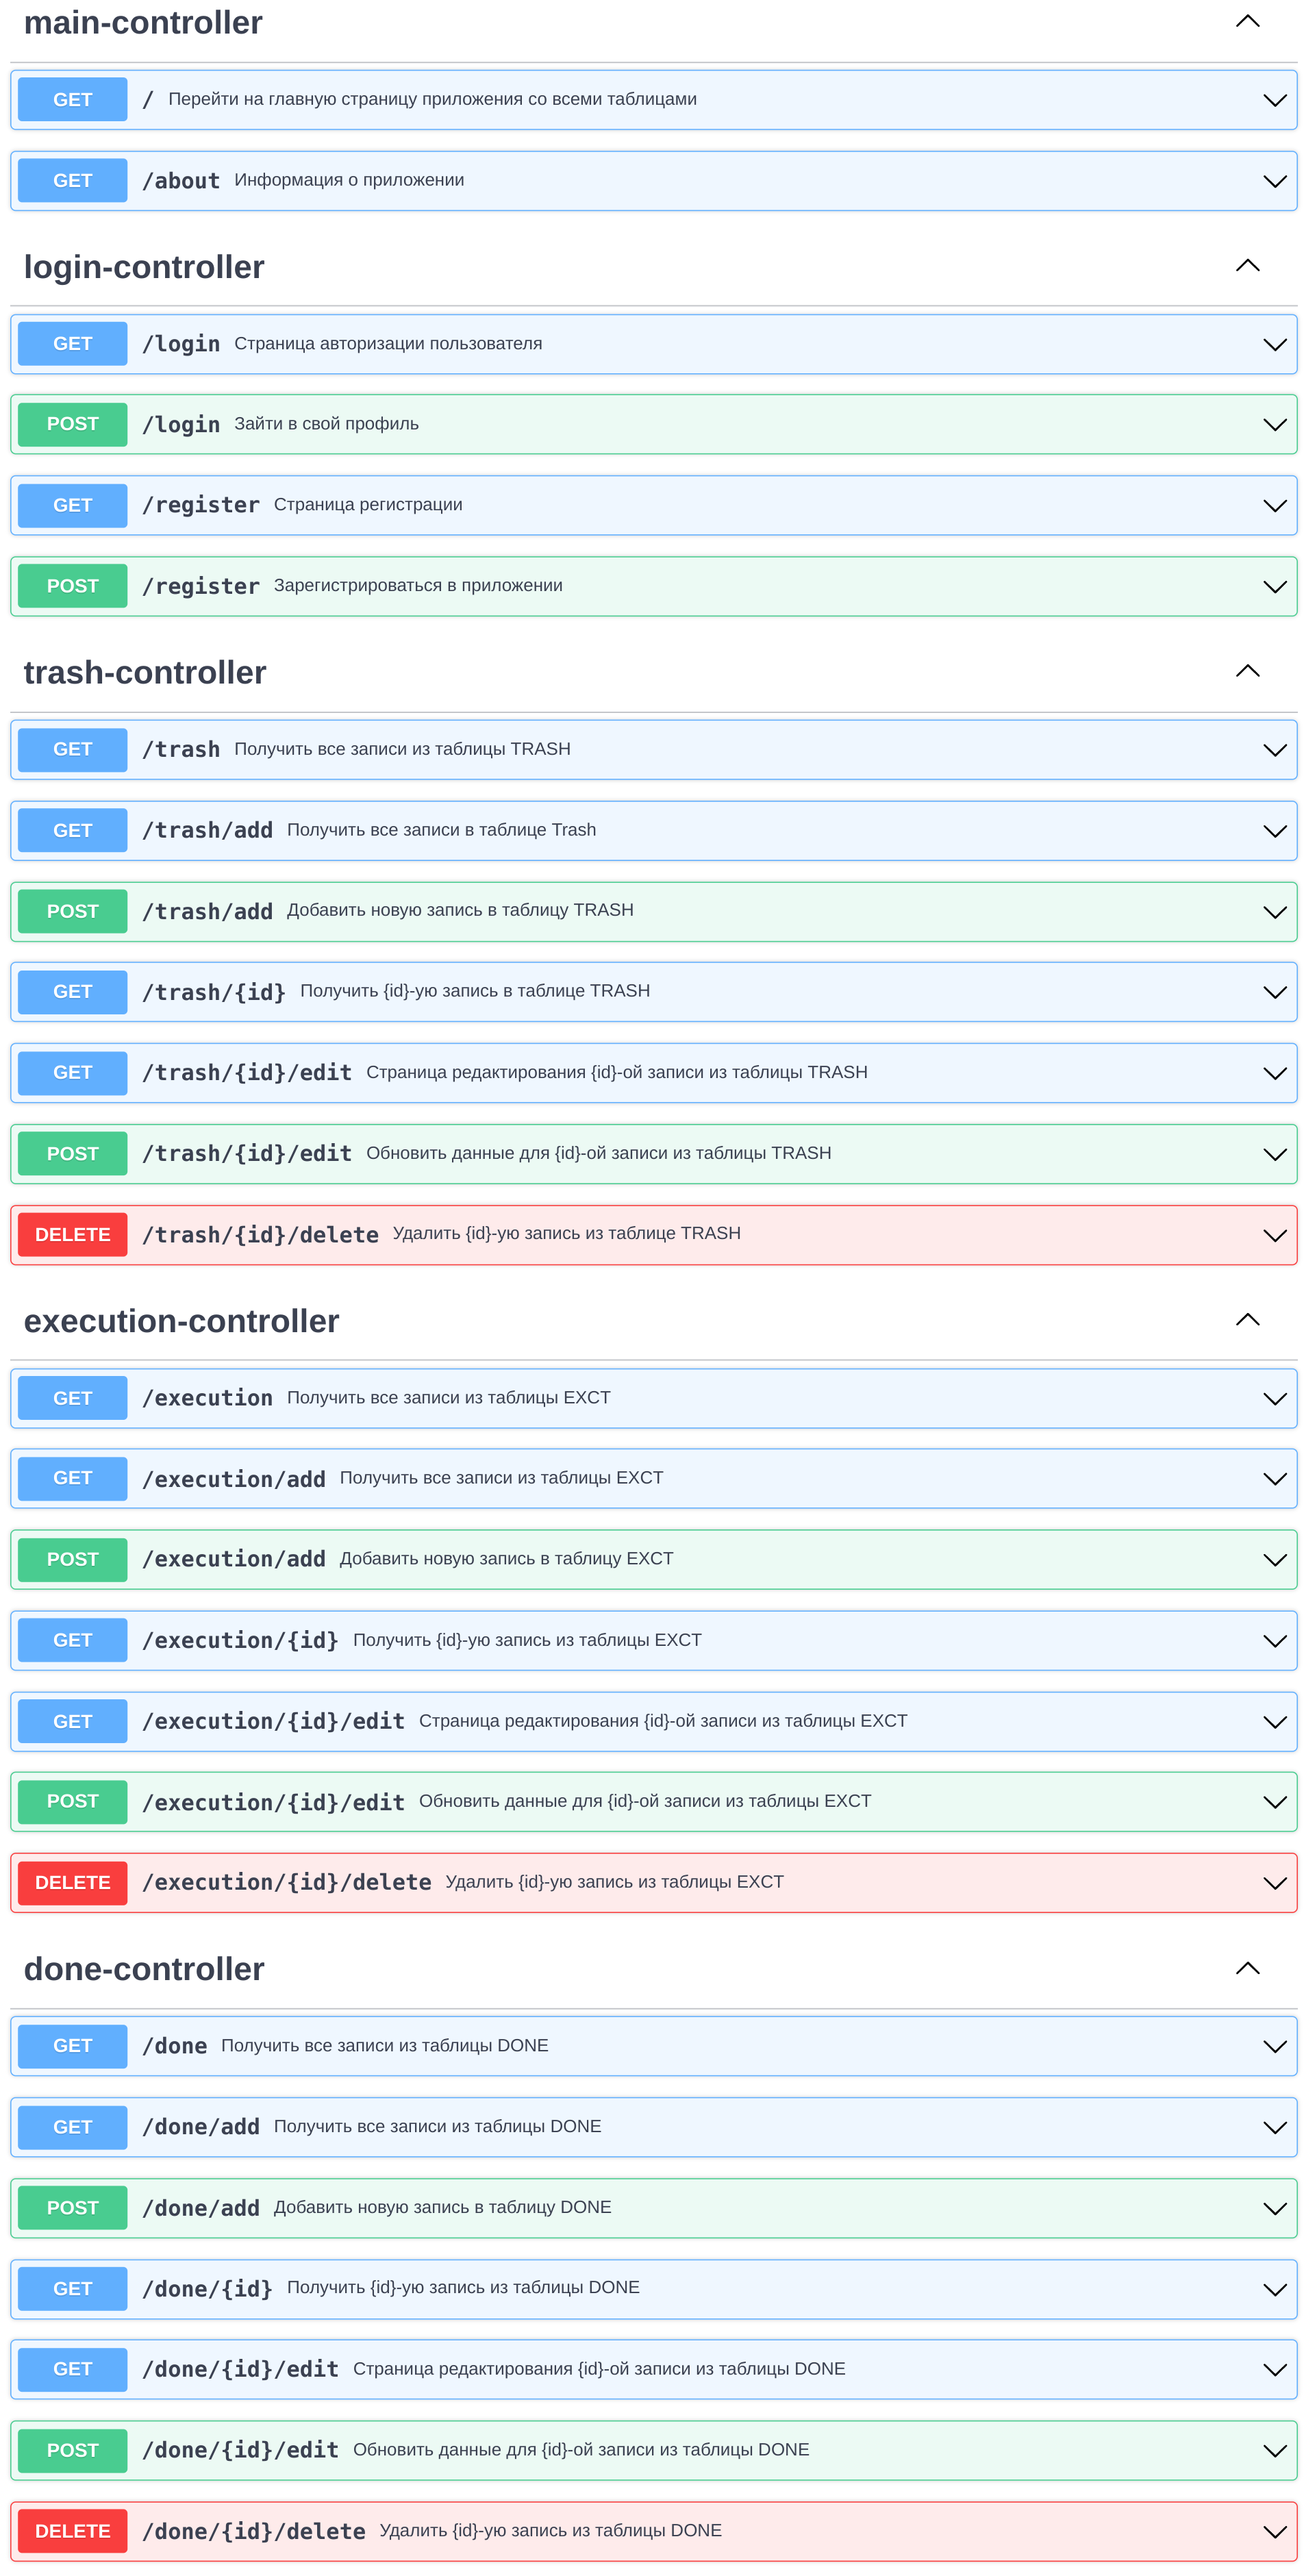 main-controller
GET / Перейти на главную страницу приложения со всеми таблицами
GET /about Информация о приложении
login-controller
GET /login Страница авторизации пользователя
POST /login Зайти в свой профиль
GET /register Страница регистрации
POST /register Зарегистрироваться в приложении
trash-controller
GET /trash Получить все записи из таблицы TRASH
GET /trash/add Получить все записи в таблице Trash
POST /trash/add Добавить новую запись в таблицу TRASH
GET /trash/{id} Получить {id}-ую запись в таблице TRASH
GET /trash/{id}/edit Страница редактирования {id}-ой записи из таблицы TRASH
POST /trash/{id}/edit Обновить данные для {id}-ой записи из таблицы TRASH
DELETE /trash/{id}/delete Удалить {id}-ую запись из таблице TRASH
execution-controller
GET /execution Получить все записи из таблицы EXCT
GET /execution/add Получить все записи из таблицы EXCT
POST /execution/add Добавить новую запись в таблицу EXCT
GET /execution/{id} Получить {id}-ую запись из таблицы EXCT
GET /execution/{id}/edit Страница редактирования {id}-ой записи из таблицы EXCT
POST /execution/{id}/edit Обновить данные для {id}-ой записи из таблицы EXCT
DELETE /execution/{id}/delete Удалить {id}-ую запись из таблицы EXCT
done-controller
GET /done Получить все записи из таблицы DONE
GET /done/add Получить все записи из таблицы DONE
POST /done/add Добавить новую запись в таблицу DONE
GET /done/{id} Получить {id}-ую запись из таблицы DONE
GET /done/{id}/edit Страница редактирования {id}-ой записи из таблицы DONE
POST /done/{id}/edit Обновить данные для {id}-ой записи из таблицы DONE
DELETE /done/{id}/delete Удалить {id}-ую запись из таблицы DONE